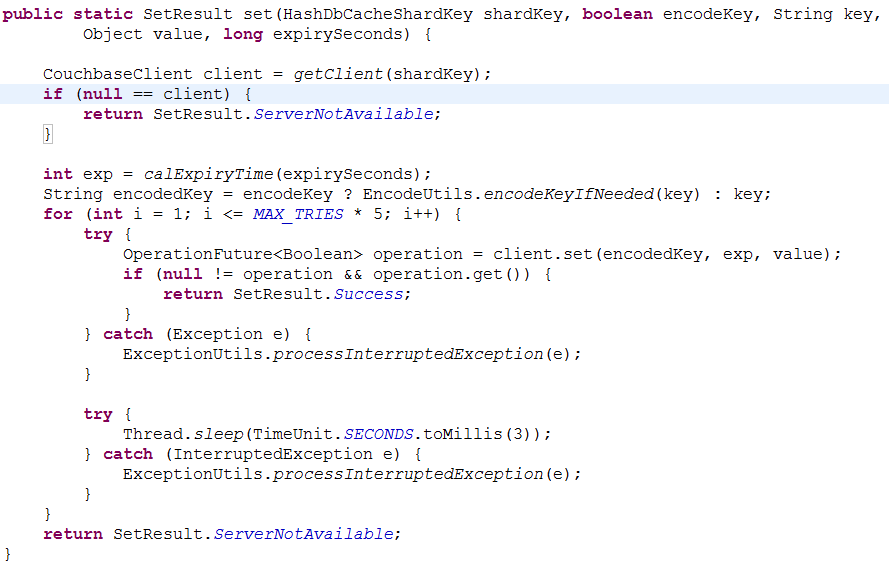 public static SetResult set(HashDbCacheShardKey shardKey, boolean encodeKey, String key,
        Object value, long expirySeconds) {

    CouchbaseClient client = getClient(shardKey);
    if (null == client) {
        return SetResult.ServerNotAvailable;
    }

    int exp = calExpiryTime(expirySeconds);
    String encodedKey = encodeKey ? EncodeUtils.encodeKeyIfNeeded(key) : key;
    for (int i = 1; i <= MAX_TRIES * 5; i++) {
        try {
            OperationFuture<Boolean> operation = client.set(encodedKey, exp, value);
            if (null != operation && operation.get()) {
                return SetResult.Success;
            }
        } catch (Exception e) {
            ExceptionUtils.processInterruptedException(e);
        }

        try {
            Thread.sleep(TimeUnit.SECONDS.toMillis(3));
        } catch (InterruptedException e) {
            ExceptionUtils.processInterruptedException(e);
        }
    }
    return SetResult.ServerNotAvailable;
}